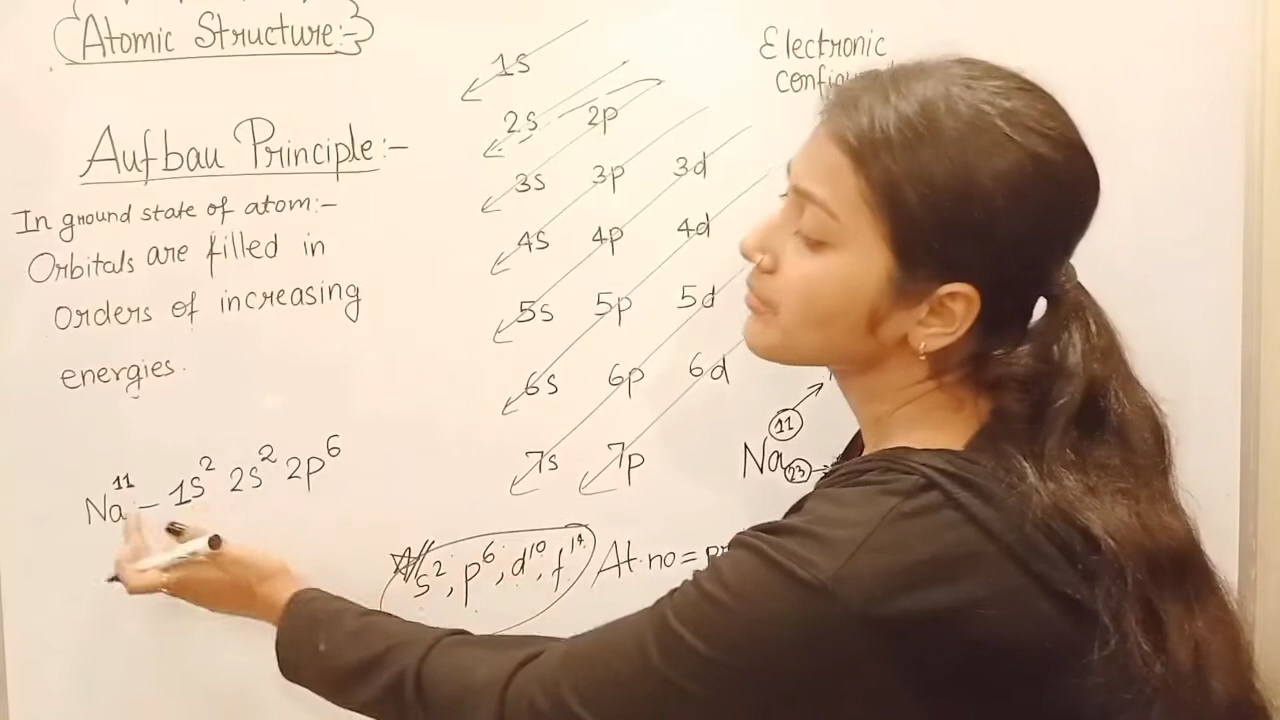 Atomic Structure:-
Aufbau Principle:-
In ground state of atom:-
Orbitals are filled in
orders of increasing
energies.
Na¹¹ - 1s² 2s² 2p⁶
1s
2s 2p
3s 3p 3d
4s 4p 4d
5s 5p 5d
6s 6p 6d
7s 7p
s², p⁶, d¹⁰, f¹⁴
At. no =
Electronic
Na 11
23